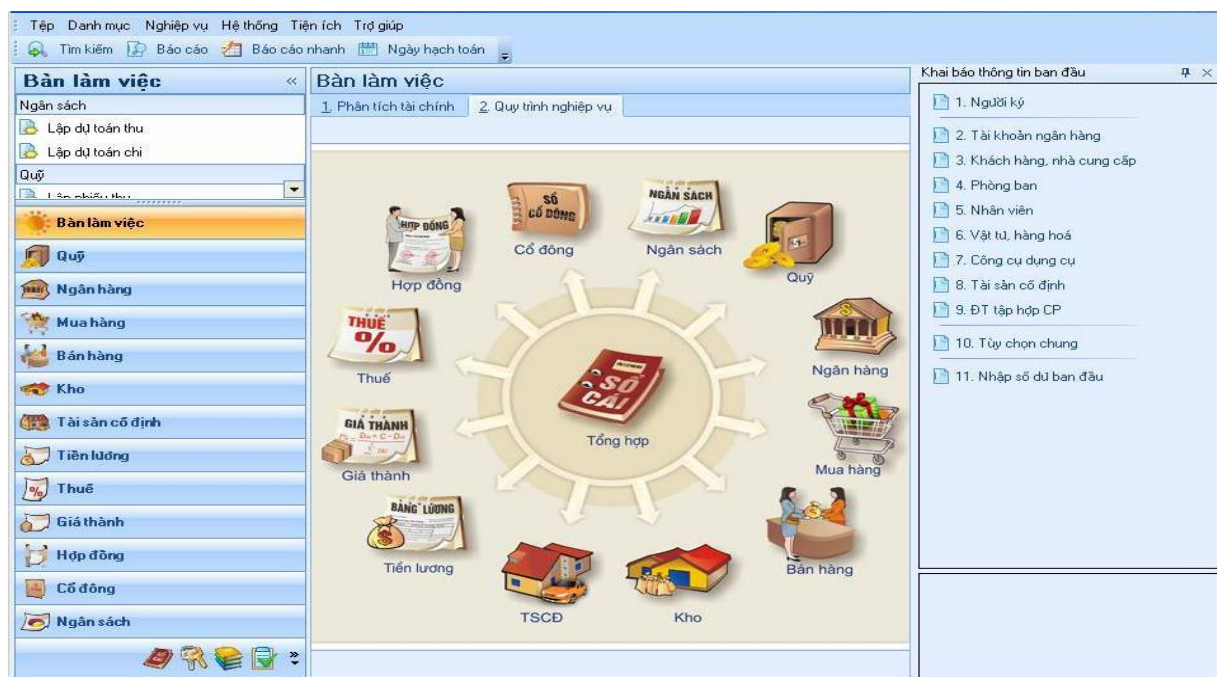 Tệp Danh mục Nghiệp vụ Hệ thống Tiện ích Trợ giúp
Tìm kiếm Báo cáo Báo cáo nhanh Ngày hạch toán
Bàn làm việc «
Ngân sách
Lập dự toán thu
Lập dự toán chi
Quỹ
Lập phiếu thu
Bàn làm việc
Quỹ
Ngân hàng
Mua hàng
Bán hàng
Kho
Tài sản cố định
Tiền lương
Thuế
Giá thành
Hợp đồng
Cổ đông
Ngân sách
Bàn làm việc
1. Phân tích tài chính 2. Quy trình nghiệp vụ
SỔ CỔ ĐÔNG
Cổ đông
NGÂN SÁCH
Ngân sách
Quỹ
HỢP ĐỒNG
Hợp đồng
THUẾ %
Thuế
Ngân hàng
SỔ CÁI
Tổng hợp
GIÁ THÀNH
Giá thành
Mua hàng
BẢNG LƯƠNG
Tiền lương
Bán hàng
TSCĐ
Kho
Khai báo thông tin ban đầu
1. Người ký
2. Tài khoản ngân hàng
3. Khách hàng, nhà cung cấp
4. Phòng ban
5. Nhân viên
6. Vật tư, hàng hoá
7. Công cụ dụng cụ
8. Tài sản cố định
9. ĐT tập hợp CP
10. Tùy chọn chung
11. Nhập số dư ban đầu